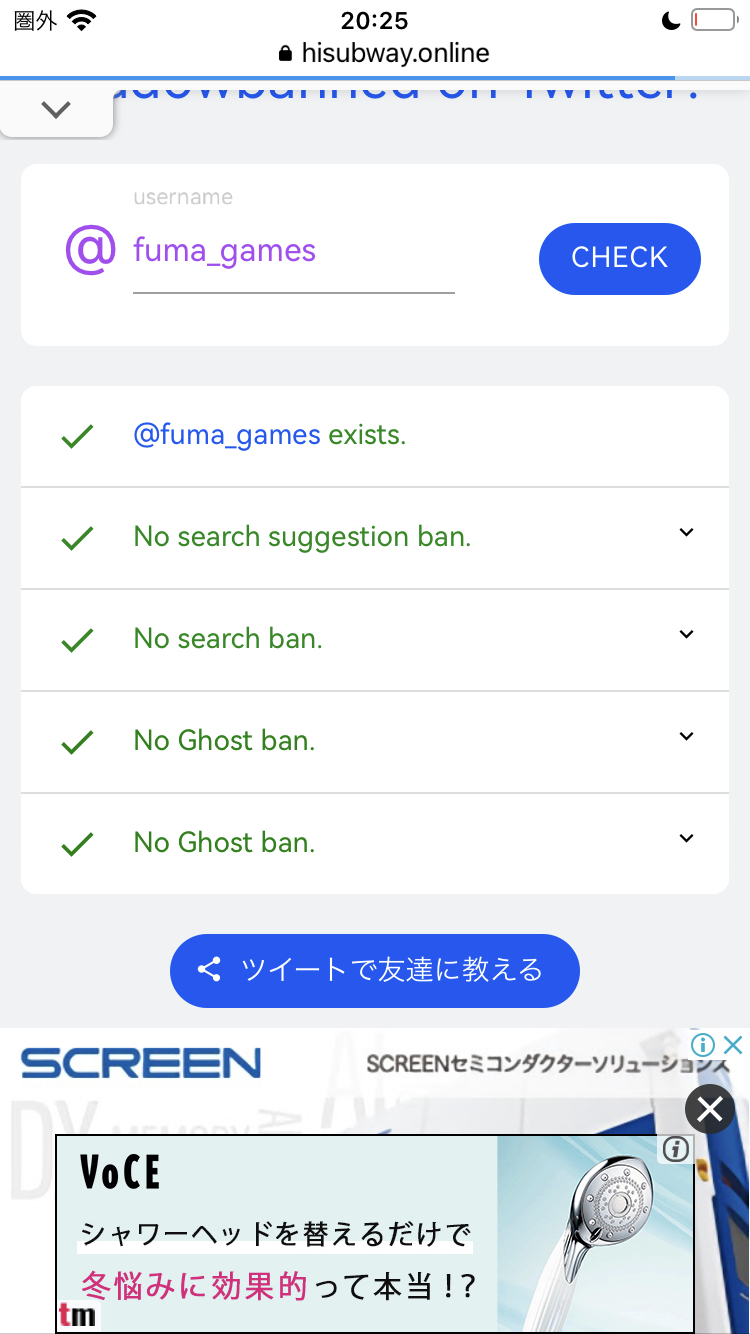 圏外
20:25
hisubway.online
adowbanned on Twitter?
username
@ fuma_games
CHECK
@fuma_games exists.
No search suggestion ban.
No search ban.
No Ghost ban.
No Ghost ban.
ツイートで友達に教える
SCREEN
SCREENセミコンダクターソリューションズ
MEMORY
VoCE
シャワーヘッドを替えるだけで
冬悩みに効果的って本当!?
tm